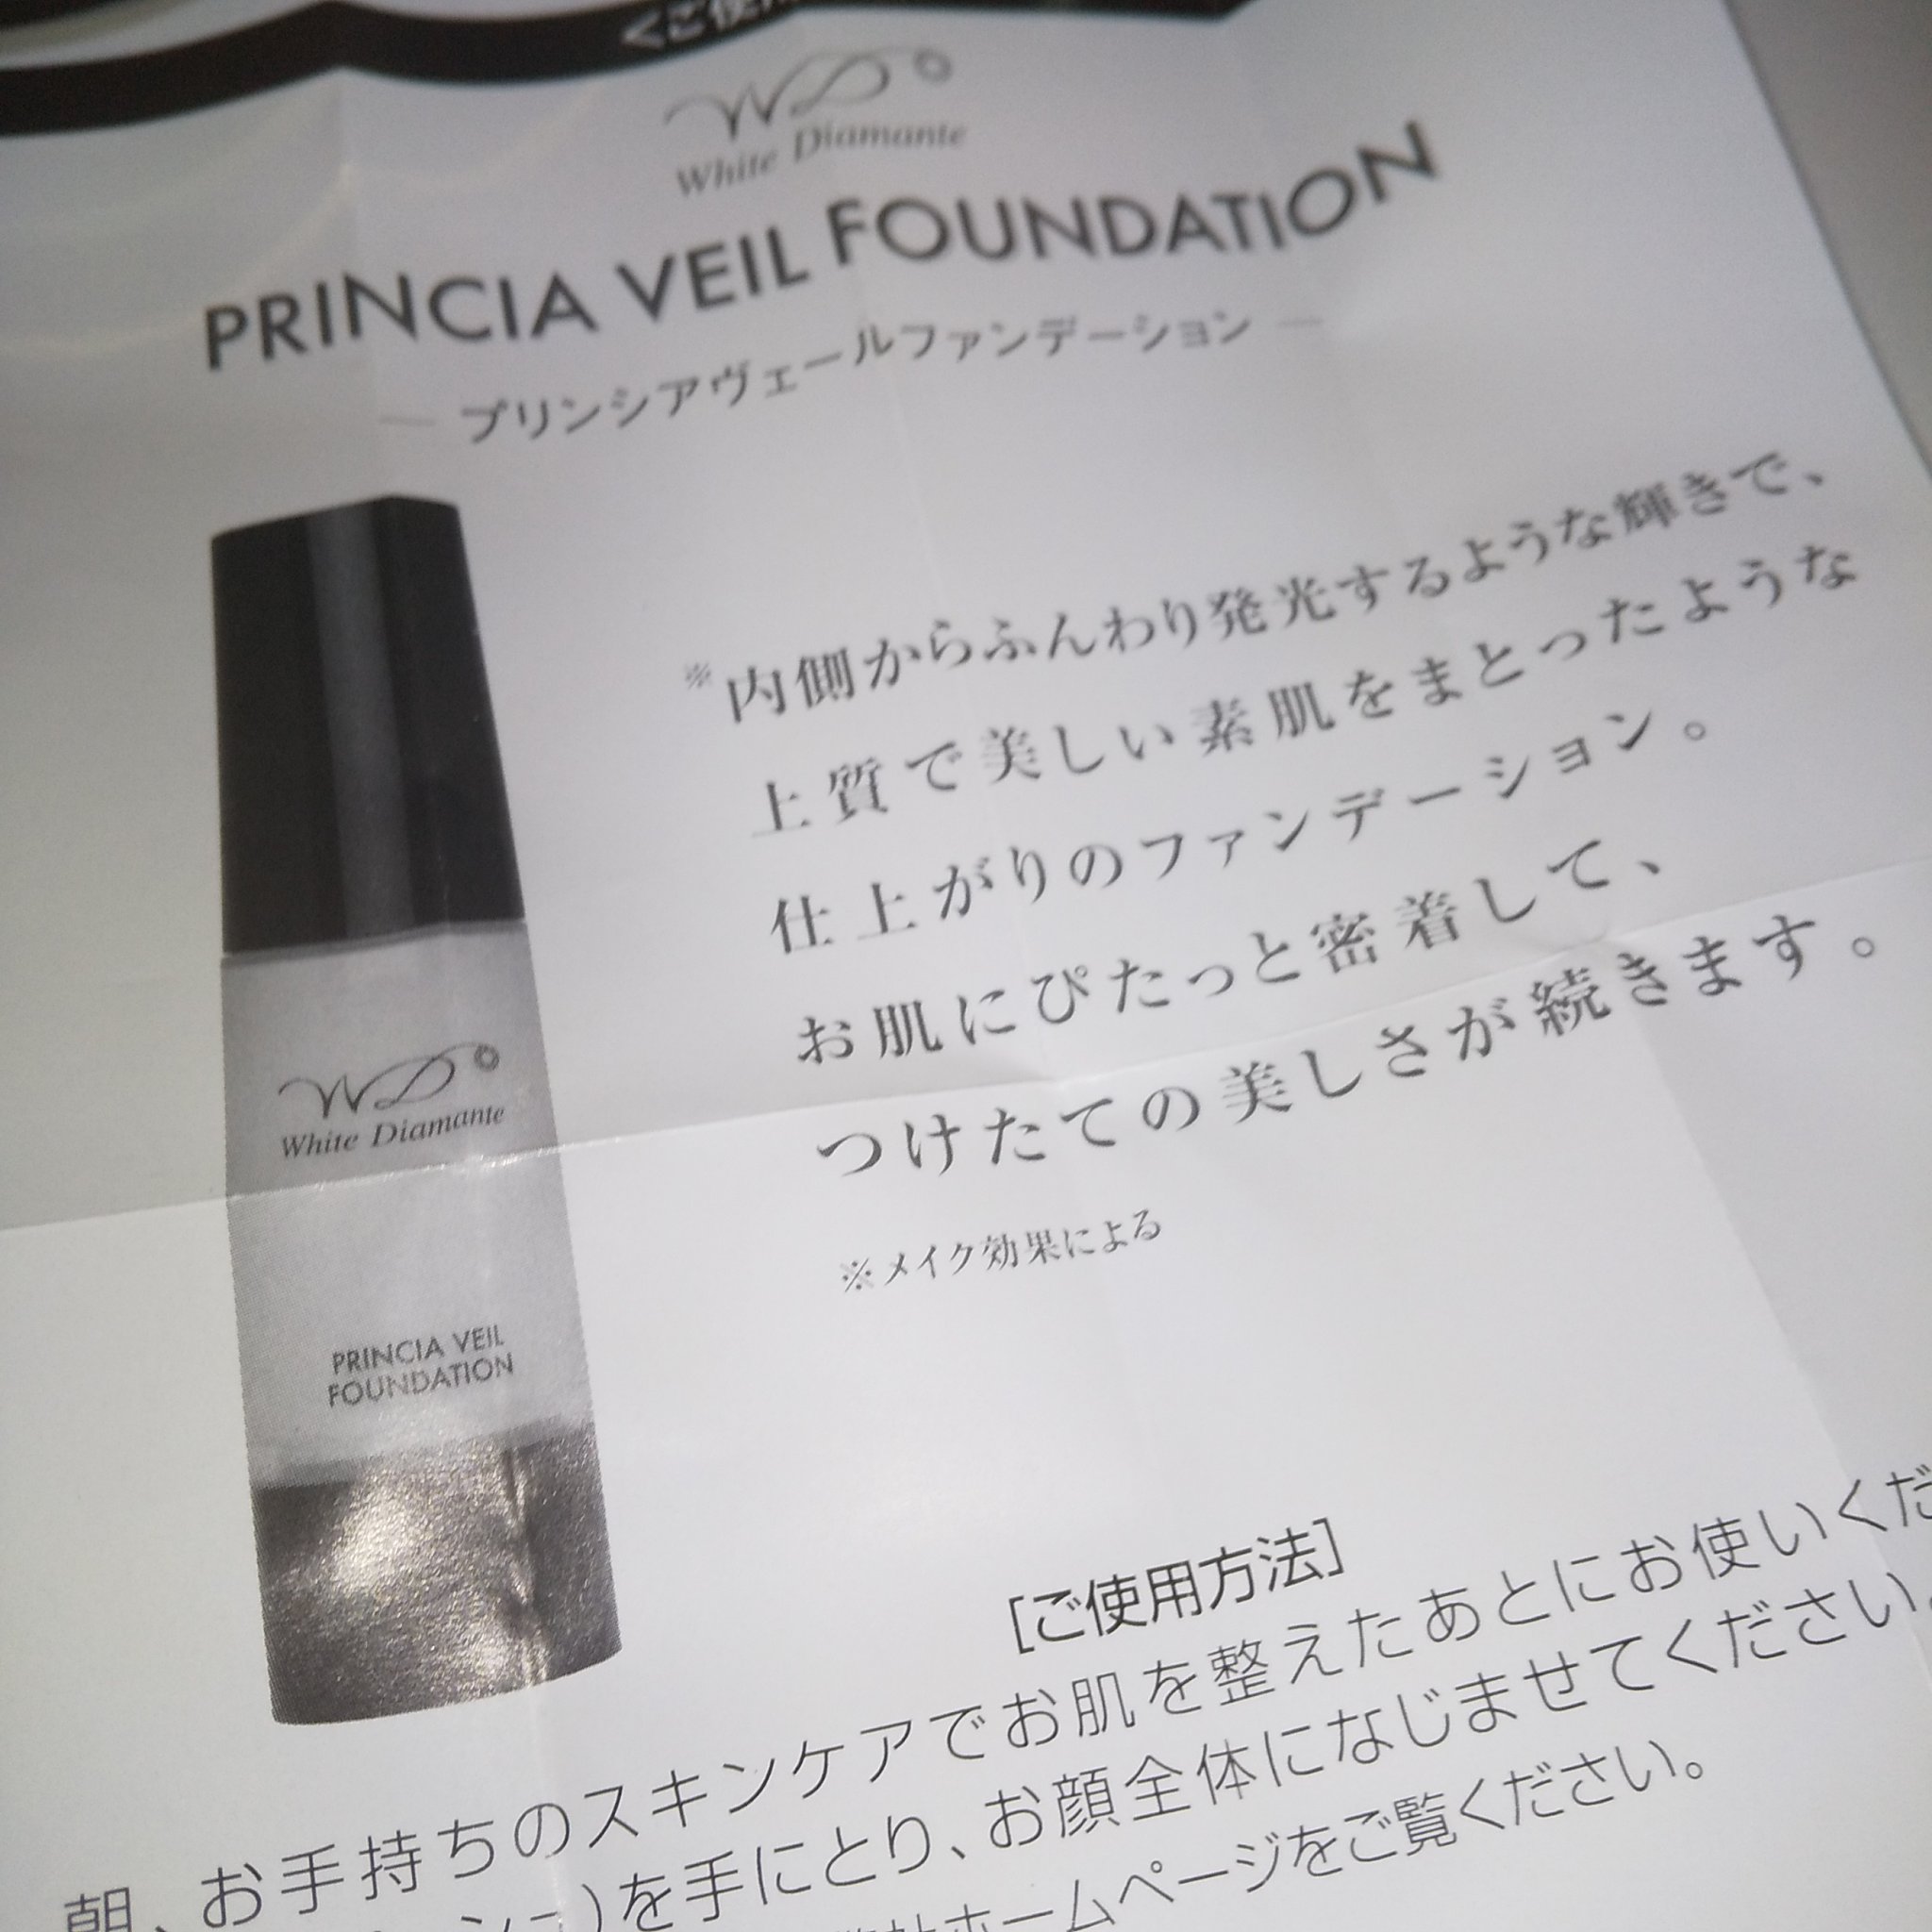 くご使用
White Diamante
PRINCIA VEIL FOUNDATION
― プリンシアヴェールファンデーション ―
※内側からふんわり発光するような輝きで、
上質で美しい素肌をまとったような
仕上がりのファンデーション。
お肌にぴたっと密着して、
つけたての美しさが続きます。
※メイク効果による
WD
White Diamante
PRINCIA VEIL
FOUNDATION
[ご使用方法]
朝、お手持ちのスキンケアでお肌を整えたあとにお使いくだ
)を手にとり、お顔全体になじませてください。
ホームページをご覧ください。